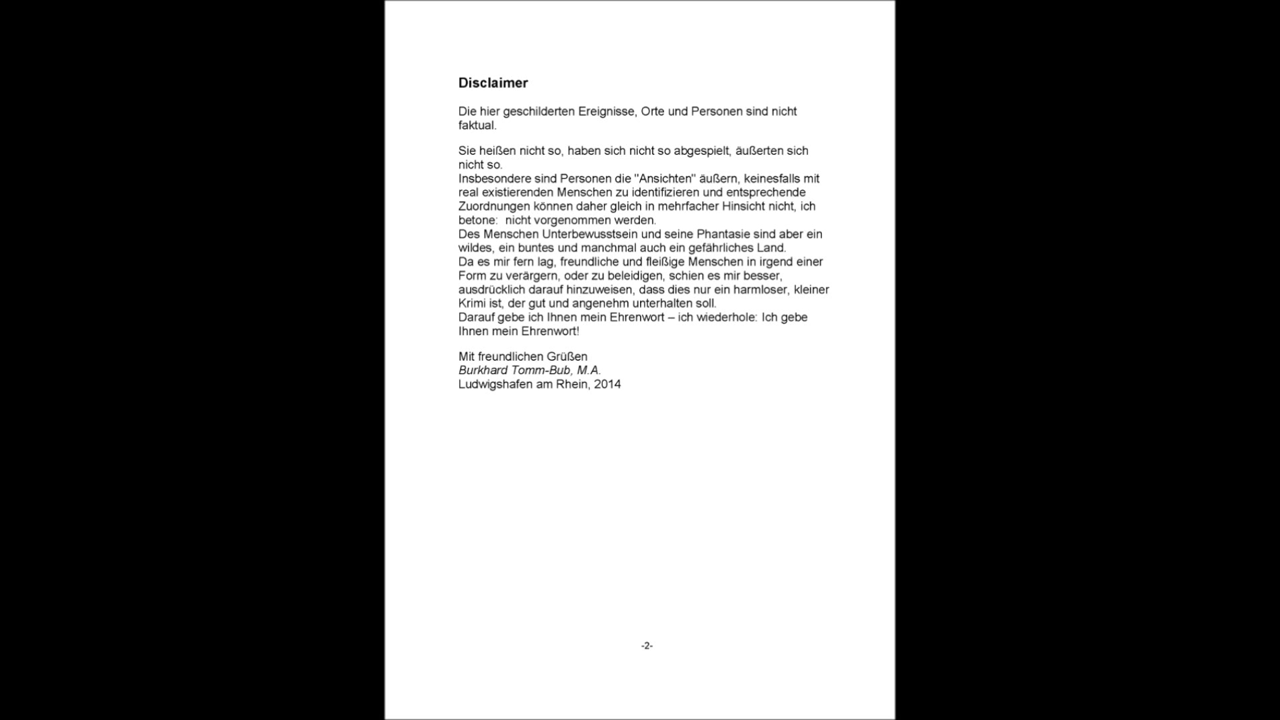 Disclaimer
Die hier geschilderten Ereignisse, Orte und Personen sind nicht
faktual.
Sie heißen nicht so, haben sich nicht so abgespielt, äußerten sich
nicht so.
Insbesondere sind Personen die "Ansichten" äußern, keinesfalls mit
real existierenden Menschen zu identifizieren und entsprechende
Zuordnungen können daher gleich in mehrfacher Hinsicht nicht, ich
betone:  nicht vorgenommen werden.
Des Menschen Unterbewusstsein und seine Phantasie sind aber ein
wildes, ein buntes und manchmal auch ein gefährliches Land.
Da es mir fern lag, freundliche und fleißige Menschen in irgend einer
Form zu verärgern, oder zu beleidigen, schien es mir besser,
ausdrücklich darauf hinzuweisen, dass dies nur ein harmloser, kleiner
Krimi ist, der gut und angenehm unterhalten soll.
Darauf gebe ich Ihnen mein Ehrenwort – ich wiederhole: Ich gebe
Ihnen mein Ehrenwort!
Mit freundlichen Grüßen
Burkhard Tomm-Bub, M.A.
Ludwigshafen am Rhein, 2014
-2-